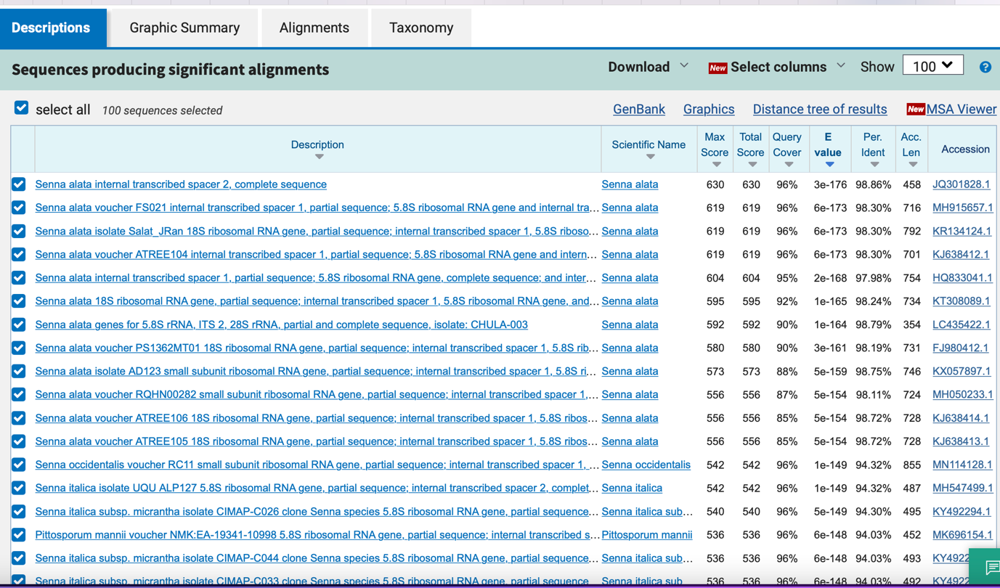 Descriptions Graphic Summary Alignments Taxonomy
Sequences producing significant alignments Download New Select columns Show 100 ?
select all 100 sequences selected GenBank Graphics Distance tree of results New MSA Viewer
Description Scientific Name Max Score Total Score Query Cover E value Per. Ident Acc. Len Accession
Senna alata internal transcribed spacer 2, complete sequence Senna alata 630 630 96% 3e-176 98.86% 458 JQ301828.1
Senna alata voucher FS021 internal transcribed spacer 1, partial sequence; 5.8S ribosomal RNA gene and internal tra... Senna alata 619 619 96% 6e-173 98.30% 716 MH915657.1
Senna alata isolate Salat_JRan 18S ribosomal RNA gene, partial sequence; internal transcribed spacer 1, 5.8S riboso... Senna alata 619 619 96% 6e-173 98.30% 792 KR134124.1
Senna alata voucher ATREE104 internal transcribed spacer 1, partial sequence; 5.8S ribosomal RNA gene and intern... Senna alata 619 619 96% 6e-173 98.30% 701 KJ638412.1
Senna alata internal transcribed spacer 1, partial sequence; 5.8S ribosomal RNA gene, complete sequence; and inter... Senna alata 604 604 95% 2e-168 97.98% 754 HQ833041.1
Senna alata 18S ribosomal RNA gene, partial sequence; internal transcribed spacer 1, 5.8S ribosomal RNA gene, and... Senna alata 595 595 92% 1e-165 98.24% 734 KT308089.1
Senna alata genes for 5.8S rRNA, ITS 2, 28S rRNA, partial and complete sequence, isolate: CHULA-003 Senna alata 592 592 90% 1e-164 98.79% 354 LC435422.1
Senna alata voucher PS1362MT01 18S ribosomal RNA gene, partial sequence; internal transcribed spacer 1, 5.8S rib... Senna alata 580 580 90% 3e-161 98.19% 731 FJ980412.1
Senna alata isolate AD123 small subunit ribosomal RNA gene, partial sequence; internal transcribed spacer 1, 5.8S ri... Senna alata 573 573 88% 5e-159 98.75% 746 KX057897.1
Senna alata voucher RQHN00282 small subunit ribosomal RNA gene, partial sequence; internal transcribed spacer 1,... Senna alata 556 556 87% 5e-154 98.11% 724 MH050233.1
Senna alata voucher ATREE106 18S ribosomal RNA gene, partial sequence; internal transcribed spacer 1, 5.8S ribos... Senna alata 556 556 85% 5e-154 98.72% 728 KJ638414.1
Senna alata voucher ATREE105 18S ribosomal RNA gene, partial sequence; internal transcribed spacer 1, 5.8S ribos... Senna alata 556 556 85% 5e-154 98.72% 728 KJ638413.1
Senna occidentalis voucher RC11 small subunit ribosomal RNA gene, partial sequence; internal transcribed spacer 1, ... Senna occidentalis 542 542 96% 1e-149 94.32% 855 MN114128.1
Senna italica isolate UQU ALP127 5.8S ribosomal RNA gene, partial sequence; internal transcribed spacer 2, complet... Senna italica 542 542 96% 1e-149 94.32% 487 MH547499.1
Senna italica subsp. micrantha isolate CIMAP-C026 clone Senna species 5.8S ribosomal RNA gene, partial sequence... Senna italica sub... 540 540 96% 5e-149 94.30% 495 KY492294.1
Pittosporum mannii voucher NMK:EA-19341-10998 5.8S ribosomal RNA gene, partial sequence; internal transcribed s... Pittosporum mannii 536 536 96% 6e-148 94.03% 452 MK696154.1
Senna italica subsp. micrantha isolate CIMAP-C044 clone Senna species 5.8S ribosomal RNA gene, partial sequence... Senna italica sub... 536 536 96% 6e-148 94.03% 493 KY4922
Senna italica subsp. micrantha isolate CIMAP-C033 clone Senna species 5.8S ribosomal RNA gene, partial sequence Senna italica sub 536 536 96% 6e-148 94.03% 492 KY4922